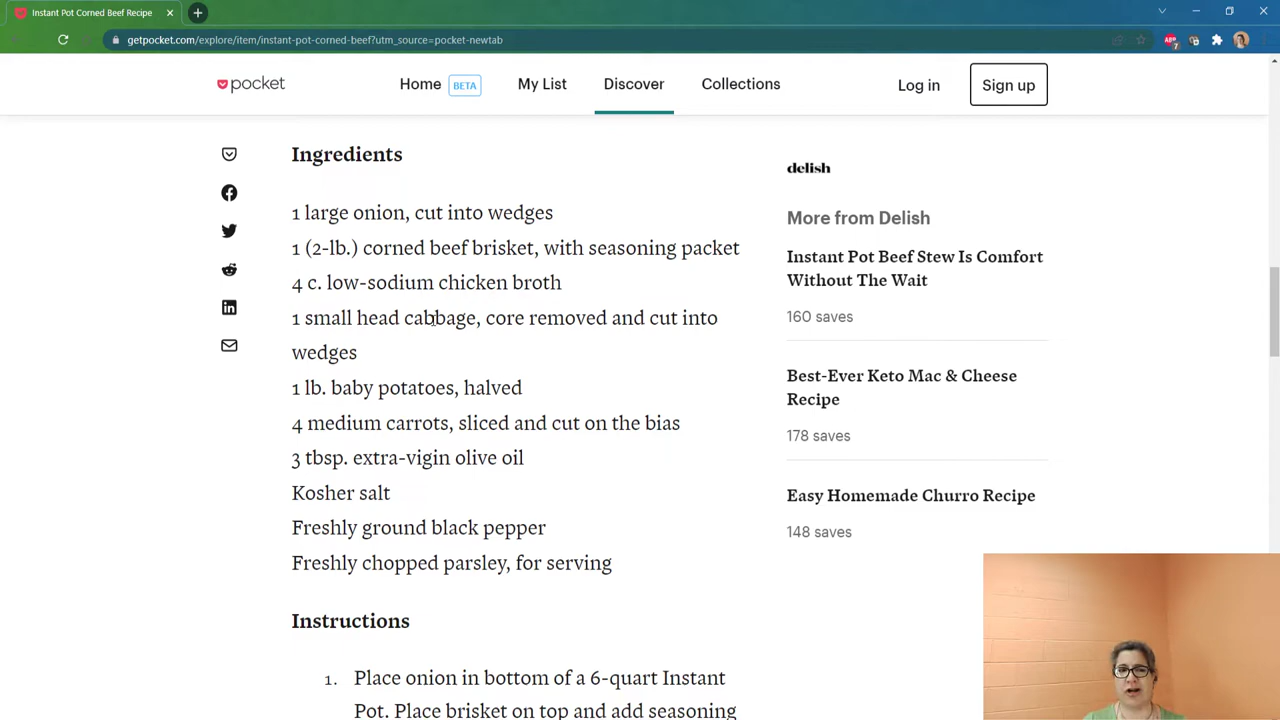 Instant Pot Corned Beef Recipe
getpocket.com/explore/item/instant-pot-corned-beef?utm_source=pocket-newtab
pocket
Home BETA My List Discover Collections Log in Sign up
Ingredients
1 large onion, cut into wedges
1 (2-lb.) corned beef brisket, with seasoning packet
4 c. low-sodium chicken broth
1 small head cabbage, core removed and cut into
wedges
1 lb. baby potatoes, halved
4 medium carrots, sliced and cut on the bias
3 tbsp. extra-vigin olive oil
Kosher salt
Freshly ground black pepper
Freshly chopped parsley, for serving
Instructions
1. Place onion in bottom of a 6-quart Instant
Pot. Place brisket on top and add seasoning
delish
More from Delish
Instant Pot Beef Stew Is Comfort
Without The Wait
160 saves
Best-Ever Keto Mac & Cheese
Recipe
178 saves
Easy Homemade Churro Recipe
148 saves